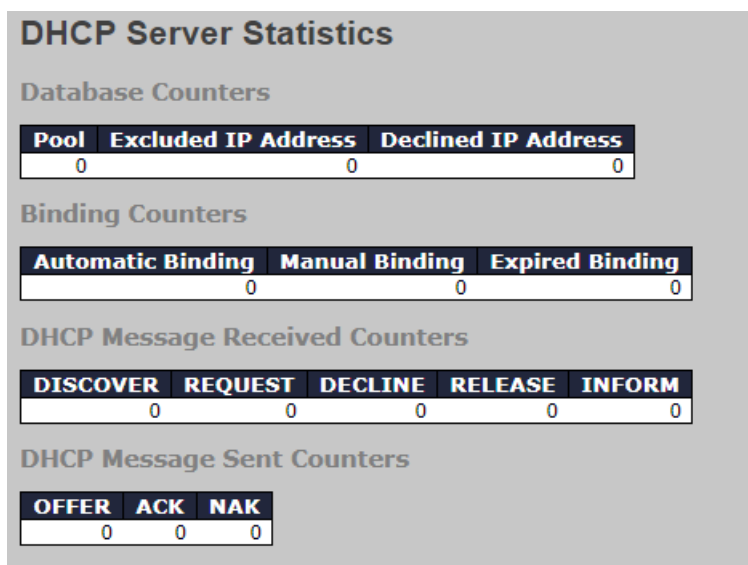 DHCP Server Statistics
Database Counters
Pool Excluded IP Address Declined IP Address
0 0 0
Binding Counters
Automatic Binding Manual Binding Expired Binding
0 0 0
DHCP Message Received Counters
DISCOVER REQUEST DECLINE RELEASE INFORM
0 0 0 0 0
DHCP Message Sent Counters
OFFER ACK NAK
0 0 0